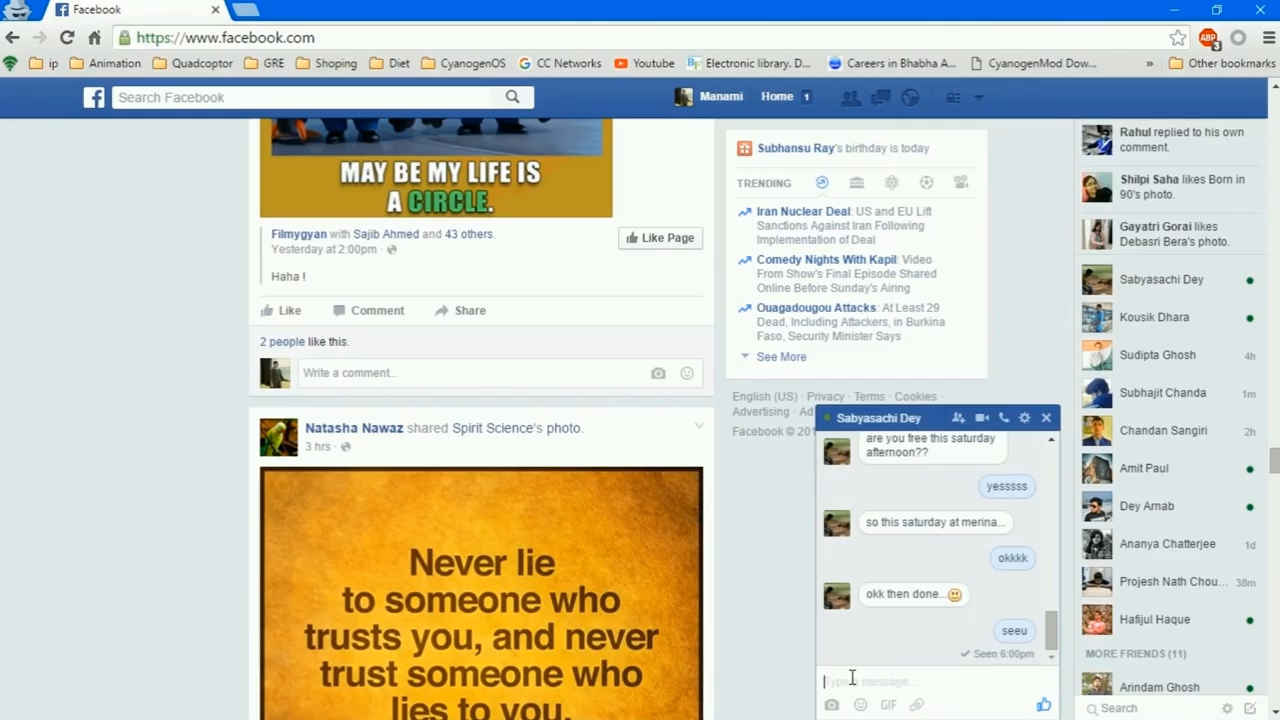 Facebook
https://www.facebook.com
ABP
3
ip
Animation
Quadcoptor
GRE
Shoping
Diet
CyanogenOS
CC Networks
Youtube
Electronic library. D...
Careers in Bhabha A...
CyanogenMod Dow...
»
Other bookmarks
Search Facebook
Manami
Home 1
MAY BE MY LIFE IS
A CIRCLE.
Filmygyan with Sajib Ahmed and 43 others.
Yesterday at 2:00pm ·
Like Page
Haha !
Like
Comment
Share
2 people like this.
Write a comment...
Natasha Nawaz shared Spirit Science's photo.
3 hrs ·
Never lie
to someone who
trusts you, and never
trust someone who
lies to you.
Subhansu Ray's birthday is today
TRENDING
Iran Nuclear Deal: US and EU Lift
Sanctions Against Iran Following
Implementation of Deal
Comedy Nights With Kapil: Video
From Show's Final Episode Shared
Online Before Sunday's Airing
Ouagadougou Attacks: At Least 29
Dead, Including Attackers, in Burkina
Faso, Security Minister Says
See More
English (US) · Privacy · Terms · Cookies ·
Advertising · Ad
Facebook © 201
Sabyasachi Dey
are you free this saturday
afternoon??
yesssss
so this saturday at merina...
okkkk
okk then done...
seeu
✓ Seen 6:00pm
Type a message...
GIF
Rahul replied to his own
comment.
Shilpi Saha likes Born in
90's photo.
Gayatri Gorai likes
Debasri Bera's photo.
Sabyasachi Dey
Kousik Dhara
Sudipta Ghosh 4h
Subhajit Chanda 1m
Chandan Sangiri 2h
Amit Paul
Dey Arnab
Ananya Chatterjee 1d
Projesh Nath Chou... 38m
Hafijul Haque
MORE FRIENDS (11)
Arindam Ghosh
Search